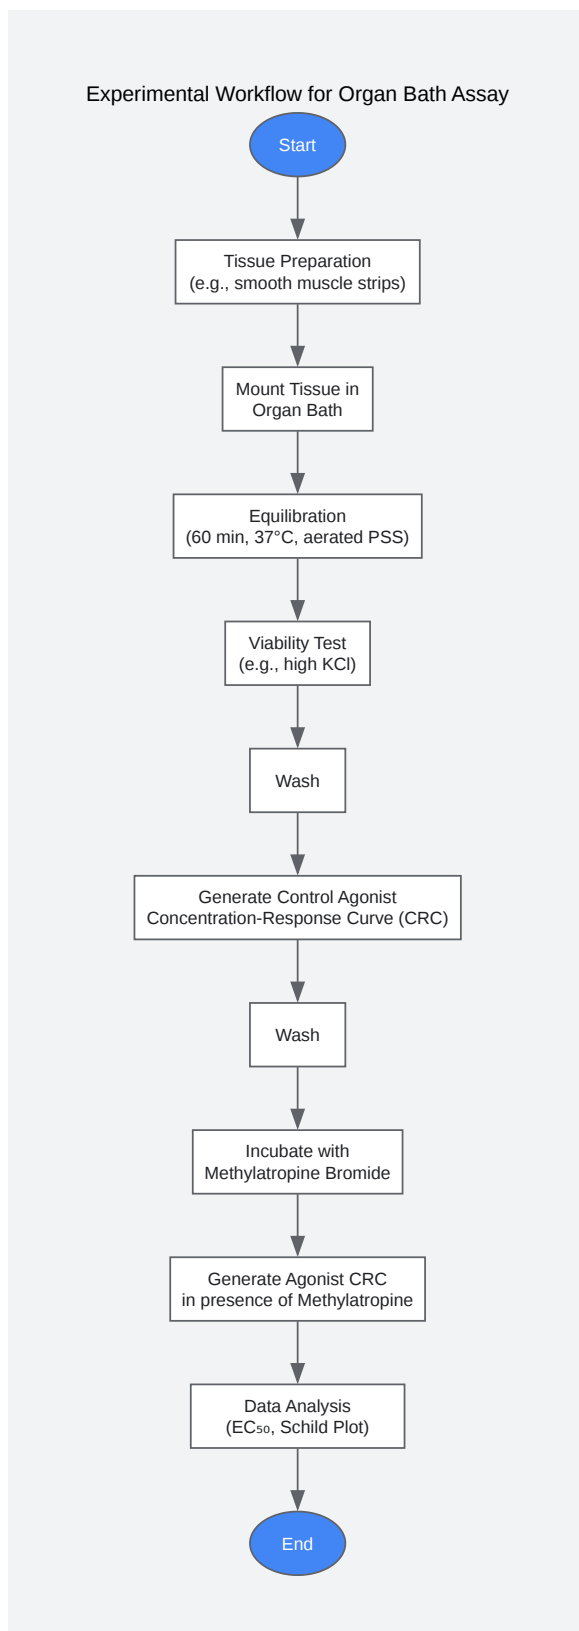 Experimental Workflow for Organ Bath Assay
Start
Tissue Preparation
(e.g., smooth muscle strips)
Mount Tissue in
Organ Bath
Equilibration
(60 min, 37°C, aerated PSS)
Viability Test
(e.g., high KCl)
Wash
Generate Control Agonist
Concentration-Response Curve (CRC)
Wash
Incubate with
Methylatropine Bromide
Generate Agonist CRC
in presence of Methylatropine
Data Analysis
(EC₅₀, Schild Plot)
End